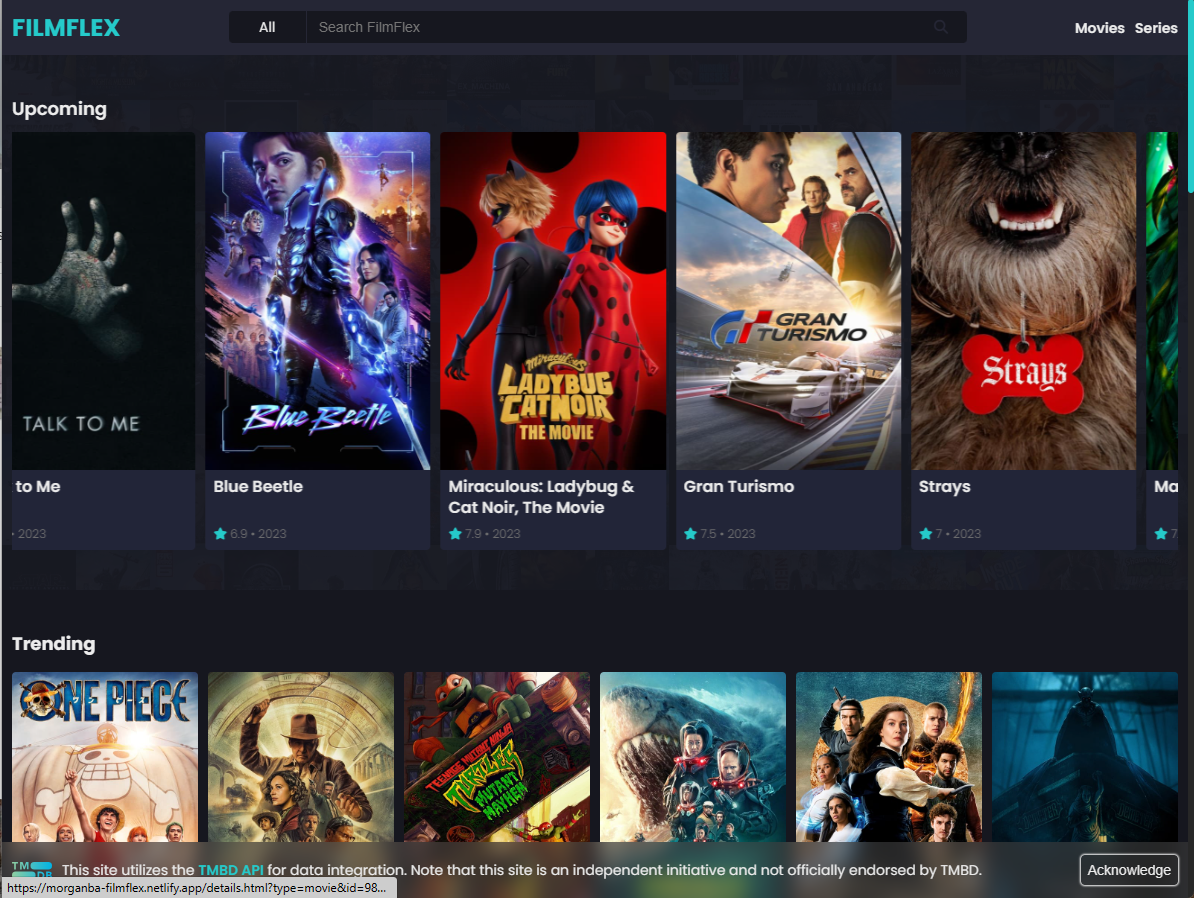 FILMFLEX
All
Search FilmFlex
Movies Series
Upcoming
TALK TO ME
Blue Beetle
Miraculous
LADYBUG
& CATNOIR
THE MOVIE
GRAN
TURISMO
Strays
to Me
Blue Beetle
Miraculous: Ladybug &
Cat Noir, The Movie
Gran Turismo
Strays
Ma
• 2023
6.9 • 2023
7.9 • 2023
7.5 • 2023
7 • 2023
7
Trending
ONE PIECE
TEENAGE MUTANT NINJA
TURTLES
MUTANT
MAYHEM
TM
DB
This site utilizes the TMBD API for data integration. Note that this site is an independent initiative and not officially endorsed by TMBD.
Acknowledge
https://morganba-filmflex.netlify.app/details.html?type=movie&id=98...